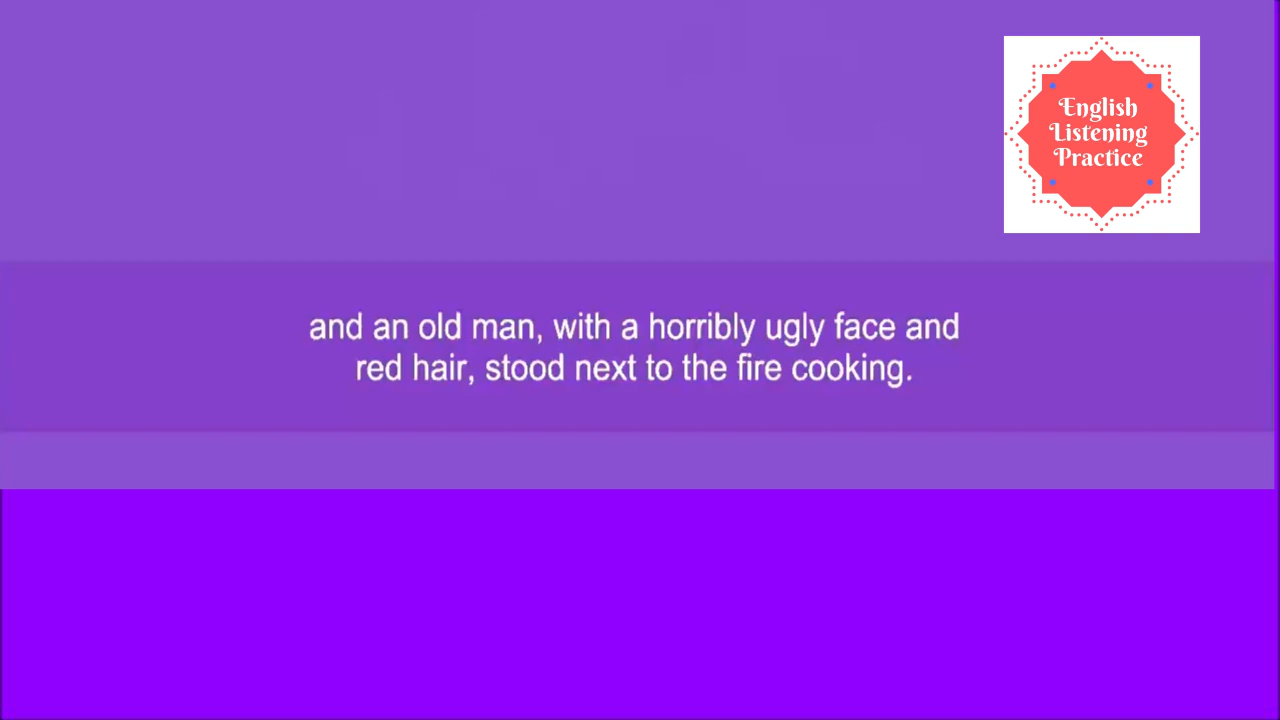 English
Listening
Practice
and an old man, with a horribly ugly face and
red hair, stood next to the fire cooking.